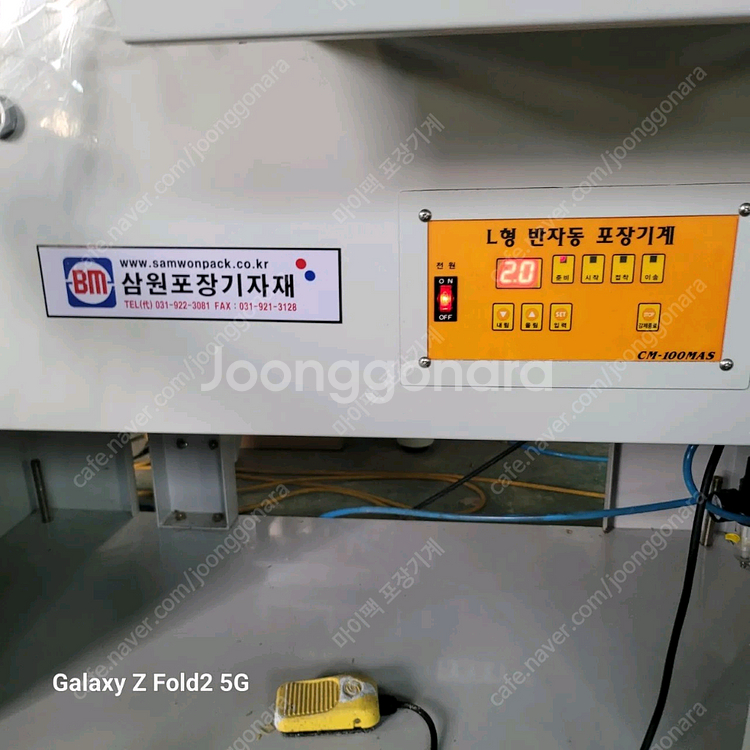 www.samwonpack.co.kr
BM
삼원포장기자재
TEL(代) 031-922-3081 FAX : 031-921-3128
L형 반자동 포장기계
전원
ON
OFF
2.0
준비 시작 접착 이송
내림 올림 SET 입력
STOP
CM-100MAS
Joonggonara
cafe.naver.com/joonggonara
마이팩 포장기계
Galaxy Z Fold2 5G